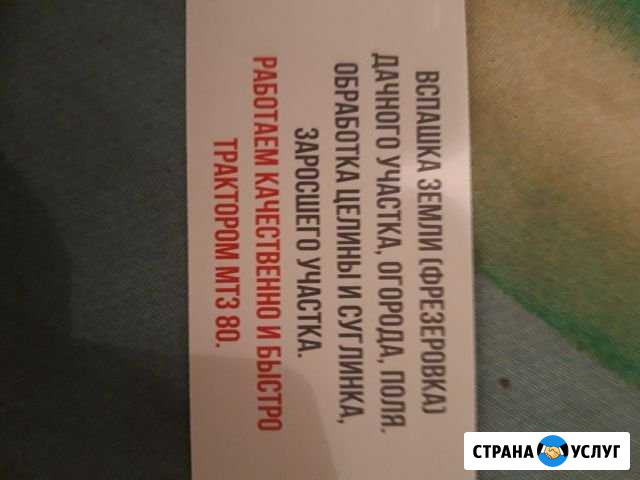 ВСПАШКА ЗЕМЛИ (ФРЕЗЕРОВКА)
ДАЧНОГО УЧАСТКА, ОГОРОДА, ПОЛЯ.
ОБРАБОТКА ЦЕЛИНЫ И СУГЛИНКА,
ЗАРОСШЕГО УЧАСТКА.
РАБОТАЕМ КАЧЕСТВЕННО И БЫСТРО
ТРАКТОРОМ МТЗ 80.
СТРАНА УСЛУГ